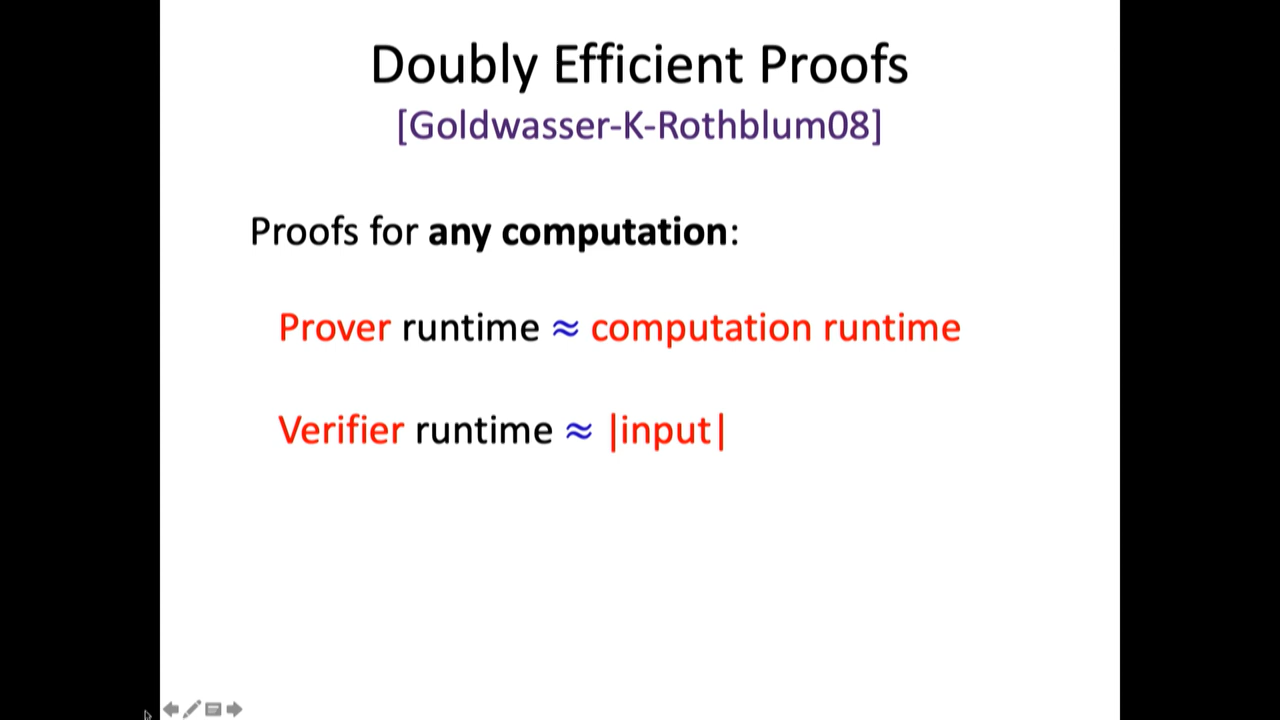 Doubly Efficient Proofs
[Goldwasser-K-Rothblum08]
Proofs for any computation:
Prover runtime ≈ computation runtime
Verifier runtime ≈ |input|